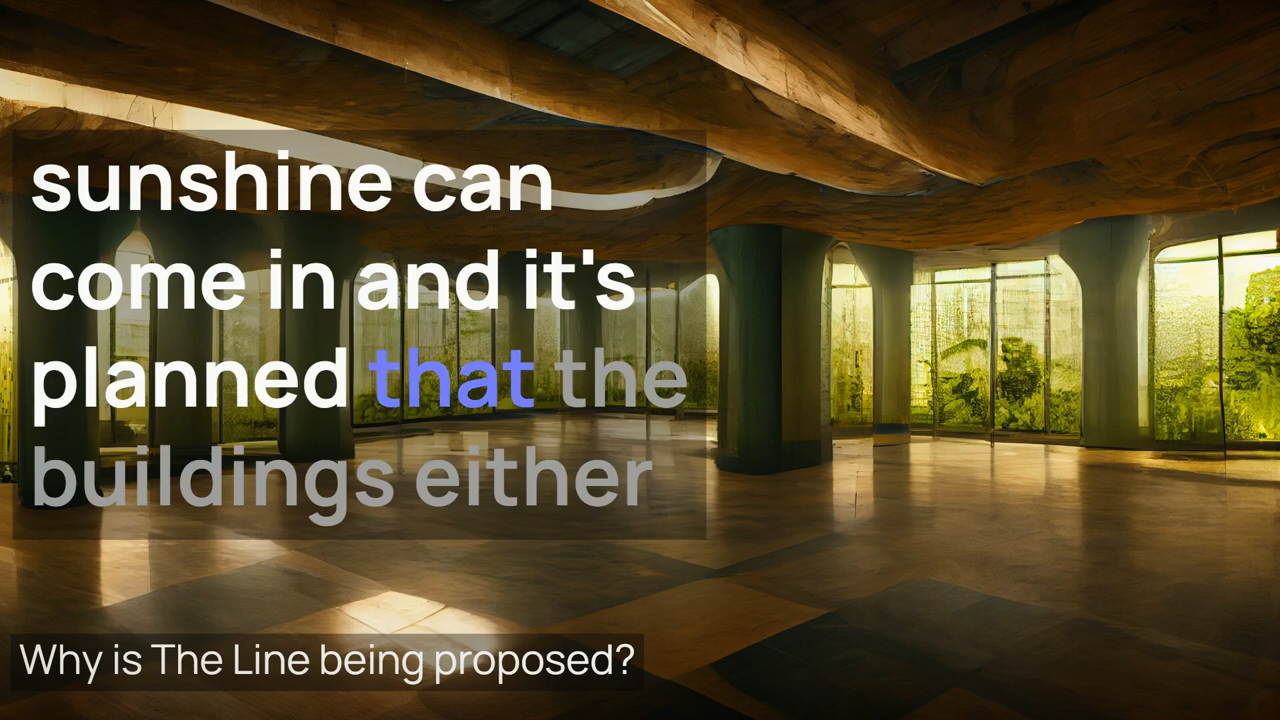 sunshine can
come in and it's
planned that the
buildings either
Why is The Line being proposed?